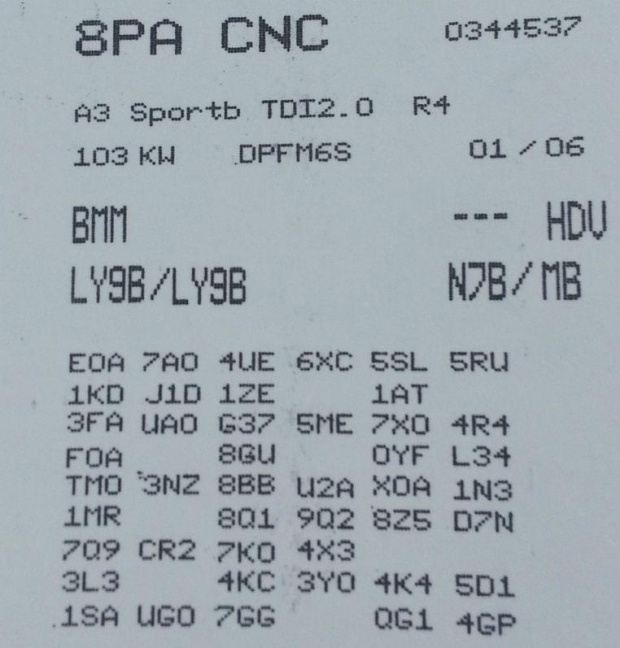 8PA CNC 0344537
A3 Sportb TDI2.0 R4
103 KW DPFM6S 01 / 06
BMM --- HDV
LY9B/LY9B N7B/MB
E0A 7A0 4UE 6XC 5SL 5RU
1KD J1D 1ZE 1AT
3FA UA0 G37 5ME 7X0 4R4
F0A 8GU 0YF L34
TM0 3NZ 8BB U2A X0A 1N3
1MR 8Q1 9Q2 8Z5 D7N
7Q9 CR2 7K0 4X3
3L3 4KC 3Y0 4K4 5D1
1SA UG0 7GG QG1 4GP